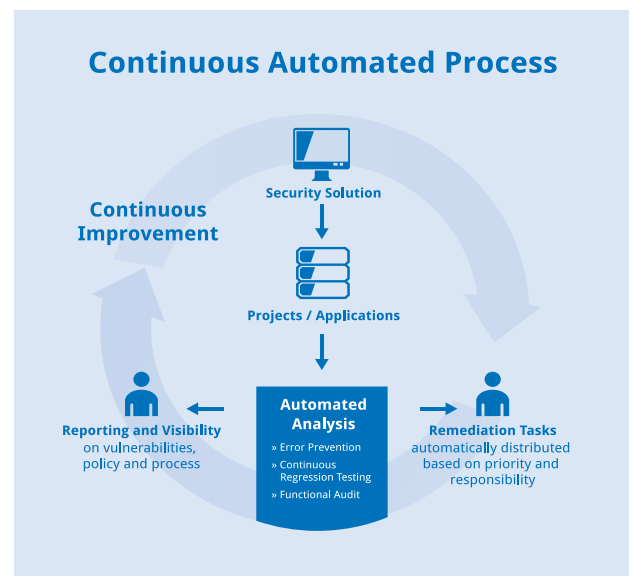 Continuous Automated Process
Security Solution
Continuous
Improvement
Projects / Applications
Automated
Analysis
» Error Prevention
» Continuous
Regression Testing
» Functional Audit
Reporting and Visibility
on vulnerabilities,
policy and process
Remediation Tasks
automatically distributed
based on priority and
responsibility